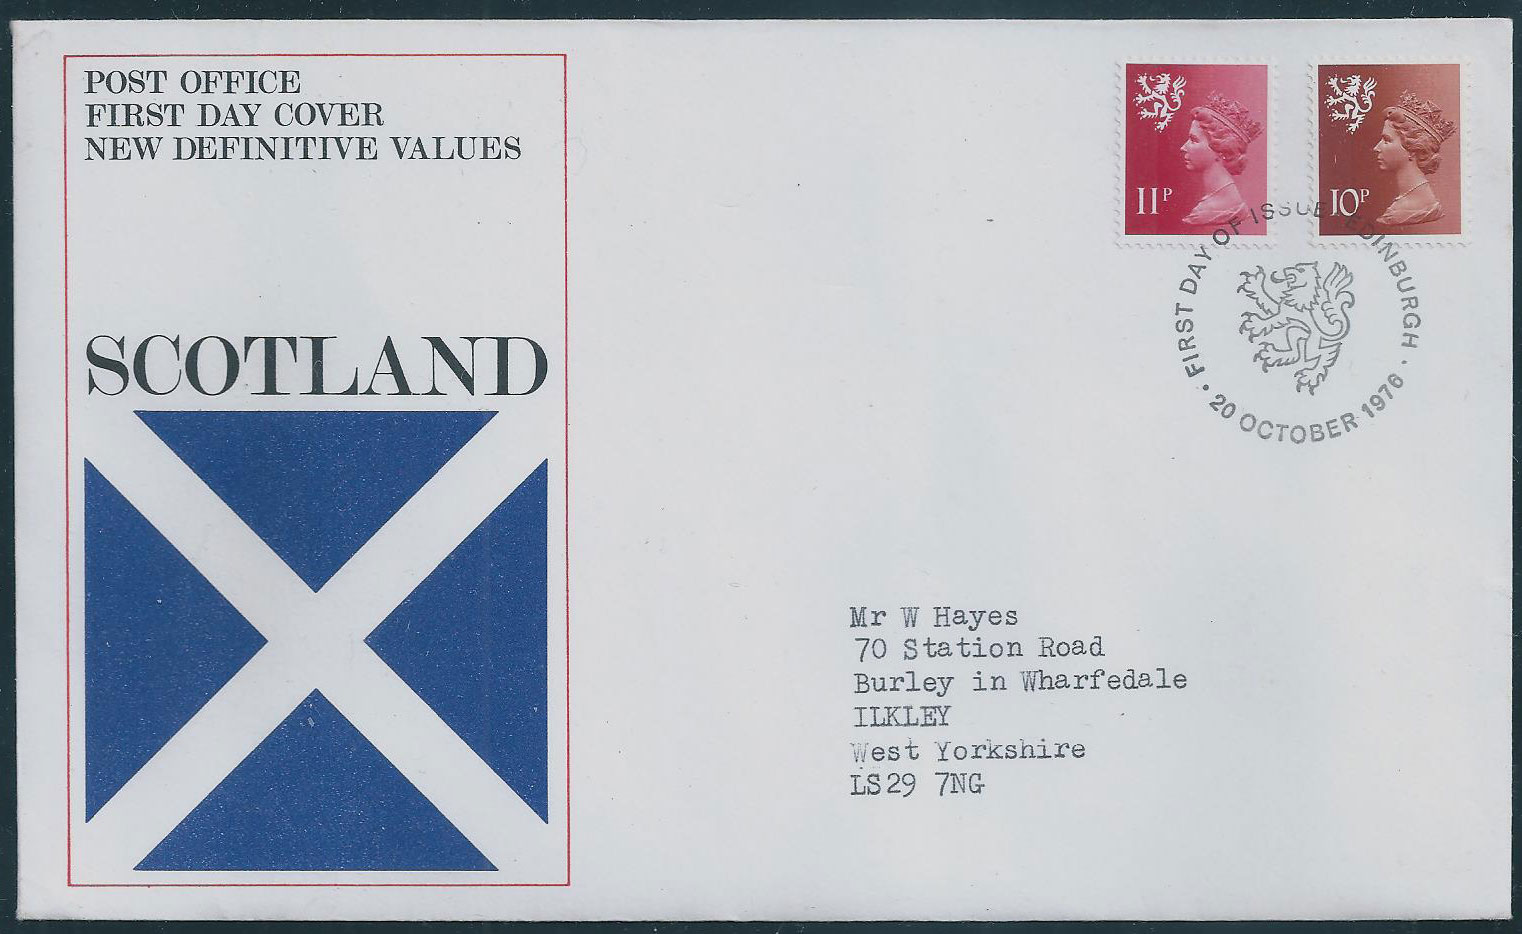 POST OFFICE
FIRST DAY COVER
NEW DEFINITIVE VALUES
SCOTLAND
11P
10P
FIRST DAY OF ISSUE EDINBURGH
20 OCTOBER 1976
Mr W Hayes
70 Station Road
Burley in Wharfedale
ILKLEY
West Yorkshire
LS29 7NG